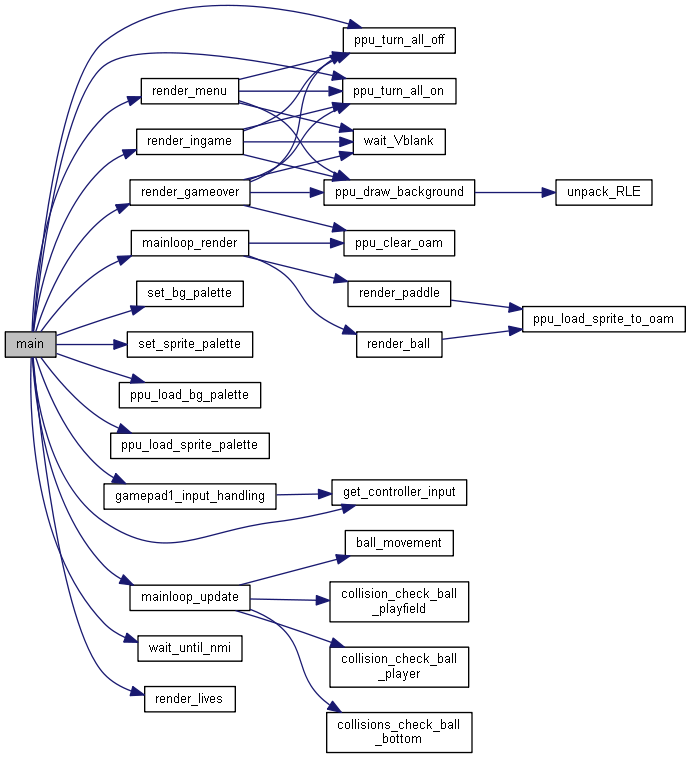 ppu_turn_all_off
render_menu
ppu_turn_all_on
render_ingame
wait_Vblank
render_gameover
ppu_draw_background
unpack_RLE
mainloop_render
ppu_clear_oam
set_bg_palette
render_paddle
ppu_load_sprite_to_oam
main
set_sprite_palette
render_ball
ppu_load_bg_palette
ppu_load_sprite_palette
gamepad1_input_handling
get_controller_input
ball_movement
mainloop_update
collision_check_ball
_playfield
wait_until_nmi
collision_check_ball
_player
render_lives
collisions_check_ball
_bottom